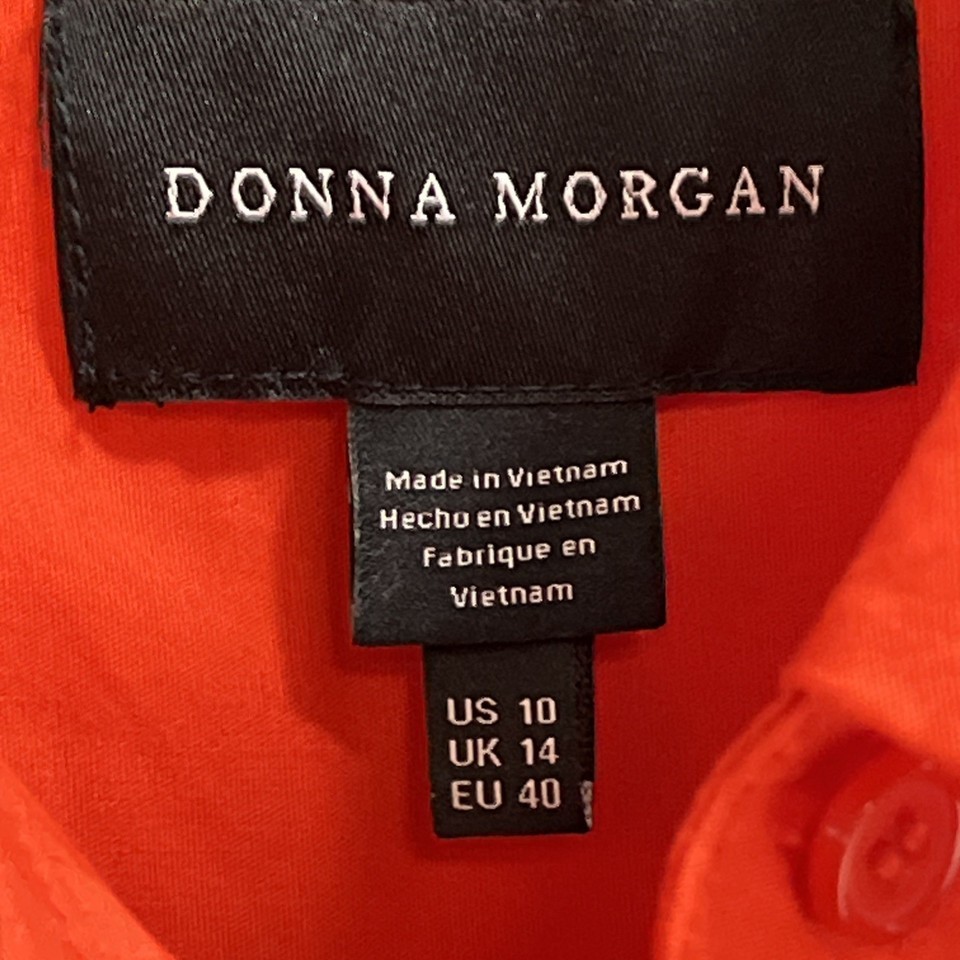 DONNA MORGAN
Made in Vietnam
Hecho en Vietnam
Fabrique en
Vietnam
US 10
UK 14
EU 40